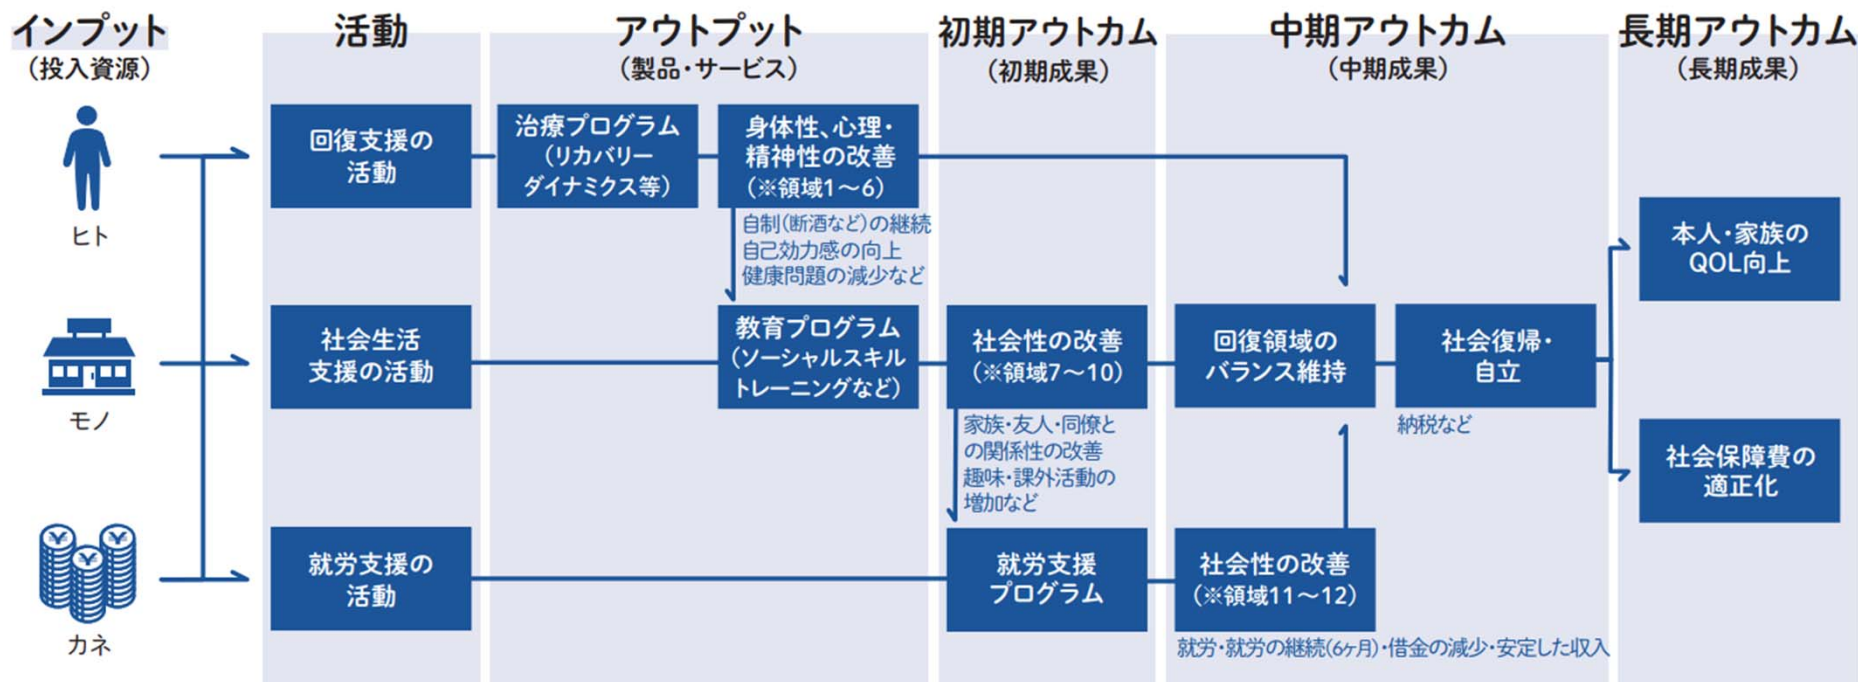 インプット
（投入資源）
活動
アウトプット
（製品・サービス）
初期アウトカム
（初期成果）
中期アウトカム
（中期成果）
長期アウトカム
（長期成果）
ヒト
モノ
カネ
回復支援の
活動
治療プログラム
（リカバリー
ダイナミクス等）
身体性、心理・
精神性の改善
（※領域1〜6）
自制（断酒など）の継続
自己効力感の向上
健康問題の減少など
社会生活
支援の活動
教育プログラム
（ソーシャルスキル
トレーニングなど）
社会性の改善
（※領域7〜10）
家族・友人・同僚と
の関係性の改善
趣味・課外活動の
増加など
回復領域の
バランス維持
社会復帰・
自立
納税など
就労支援の
活動
就労支援
プログラム
社会性の改善
（※領域11〜12）
就労・就労の継続（6ヶ月）・借金の減少・安定した収入
本人・家族の
QOL向上
社会保障費の
適正化